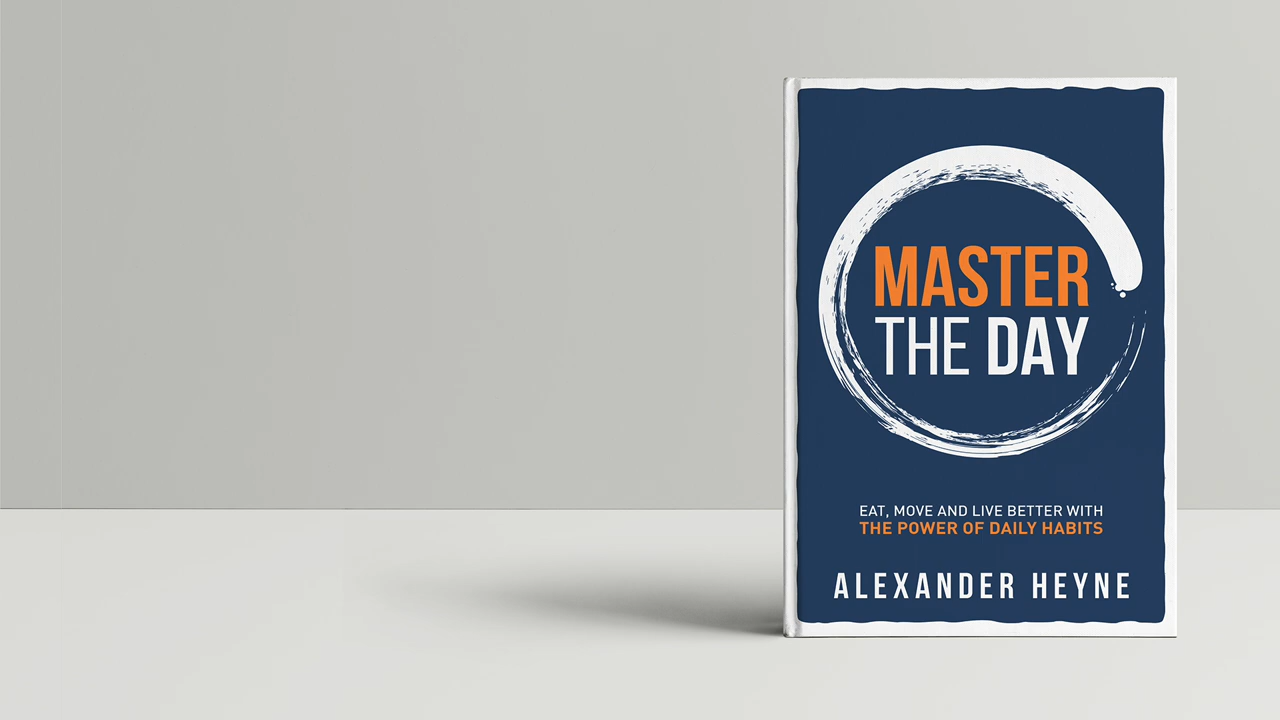 MASTER
THE DAY
EAT, MOVE AND LIVE BETTER WITH
THE POWER OF DAILY HABITS
ALEXANDER HEYNE